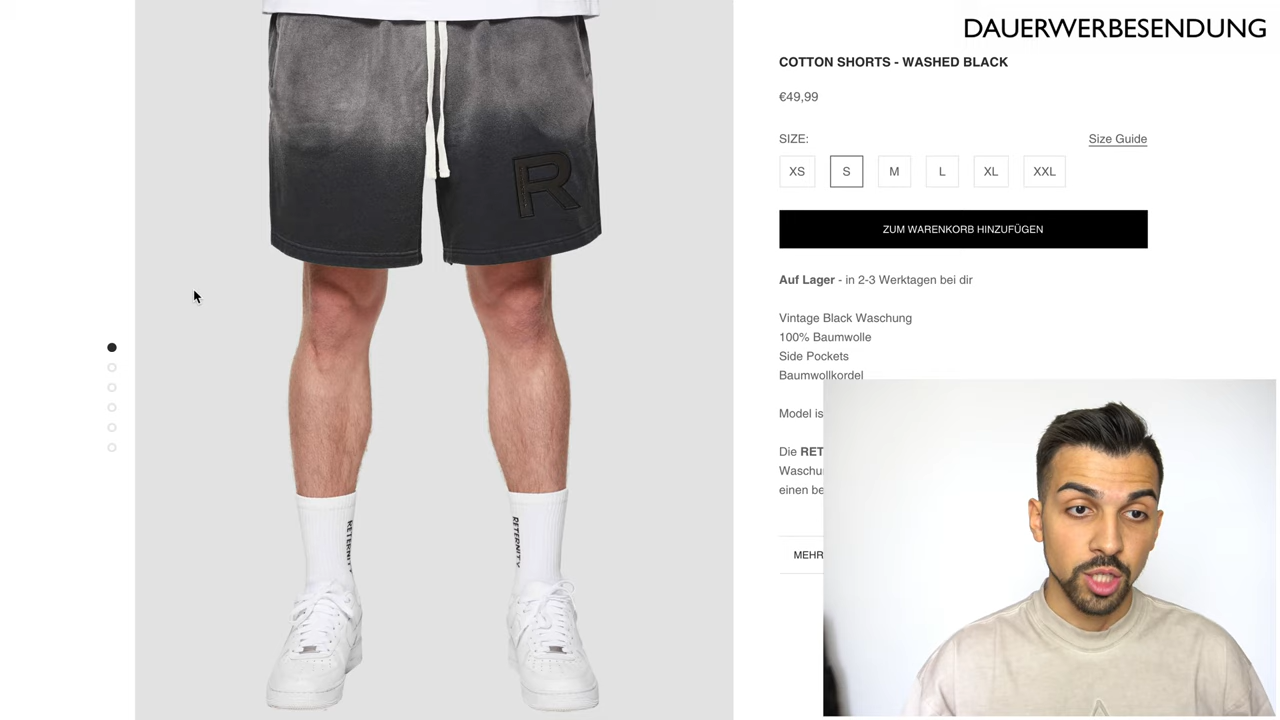 DAUERWERBESENDUNG
COTTON SHORTS - WASHED BLACK
€49,99
SIZE:
Size Guide
XS
S
M
L
XL
XXL
ZUM WARENKORB HINZUFÜGEN
Auf Lager - in 2-3 Werktagen bei dir
Vintage Black Waschung
100% Baumwolle
Side Pockets
Baumwollkordel
Model is
Die RET
Waschu
einen be
MEHR
R
RETERNITY
RETERNITY